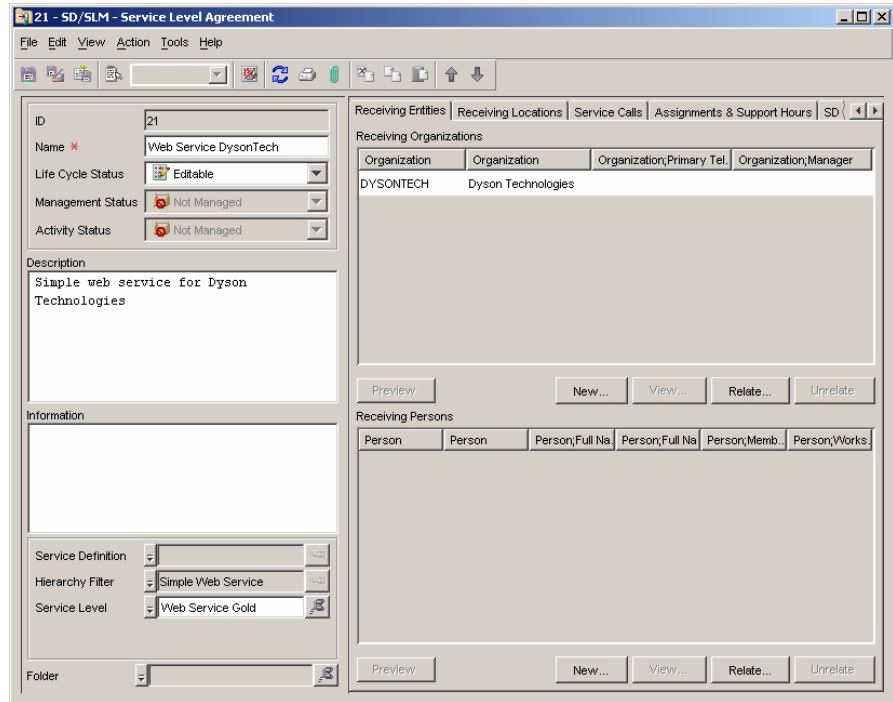 21 - SD/SLM - Service Level Agreement
File Edit View Action Tools Help
ID 21
Name * Web Service DysonTech
Life Cycle Status Editable
Management Status Not Managed
Activity Status Not Managed
Description
Simple web service for Dyson
Technologies
Information
Service Definition
Hierarchy Filter Simple Web Service
Service Level Web Service Gold
Folder
Receiving Entities Receiving Locations Service Calls Assignments & Support Hours SD
Receiving Organizations
Organization Organization Organization;Primary Tel. Organization;Manager
DYSONTECH Dyson Technologies
Preview New... View... Relate... Unrelate
Receiving Persons
Person Person Person;Full Na. Person;Full Na Person;Memb.. Person;Works.
Preview New... View... Relate... Unrelate